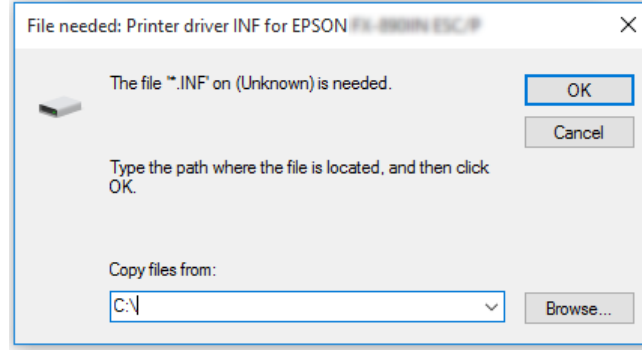 File needed: Printer driver INF for EPSON
The file '*.INF' on (Unknown) is needed.
OK
Cancel
Type the path where the file is located, and then click
OK.
Copy files from:
C:\
Browse...